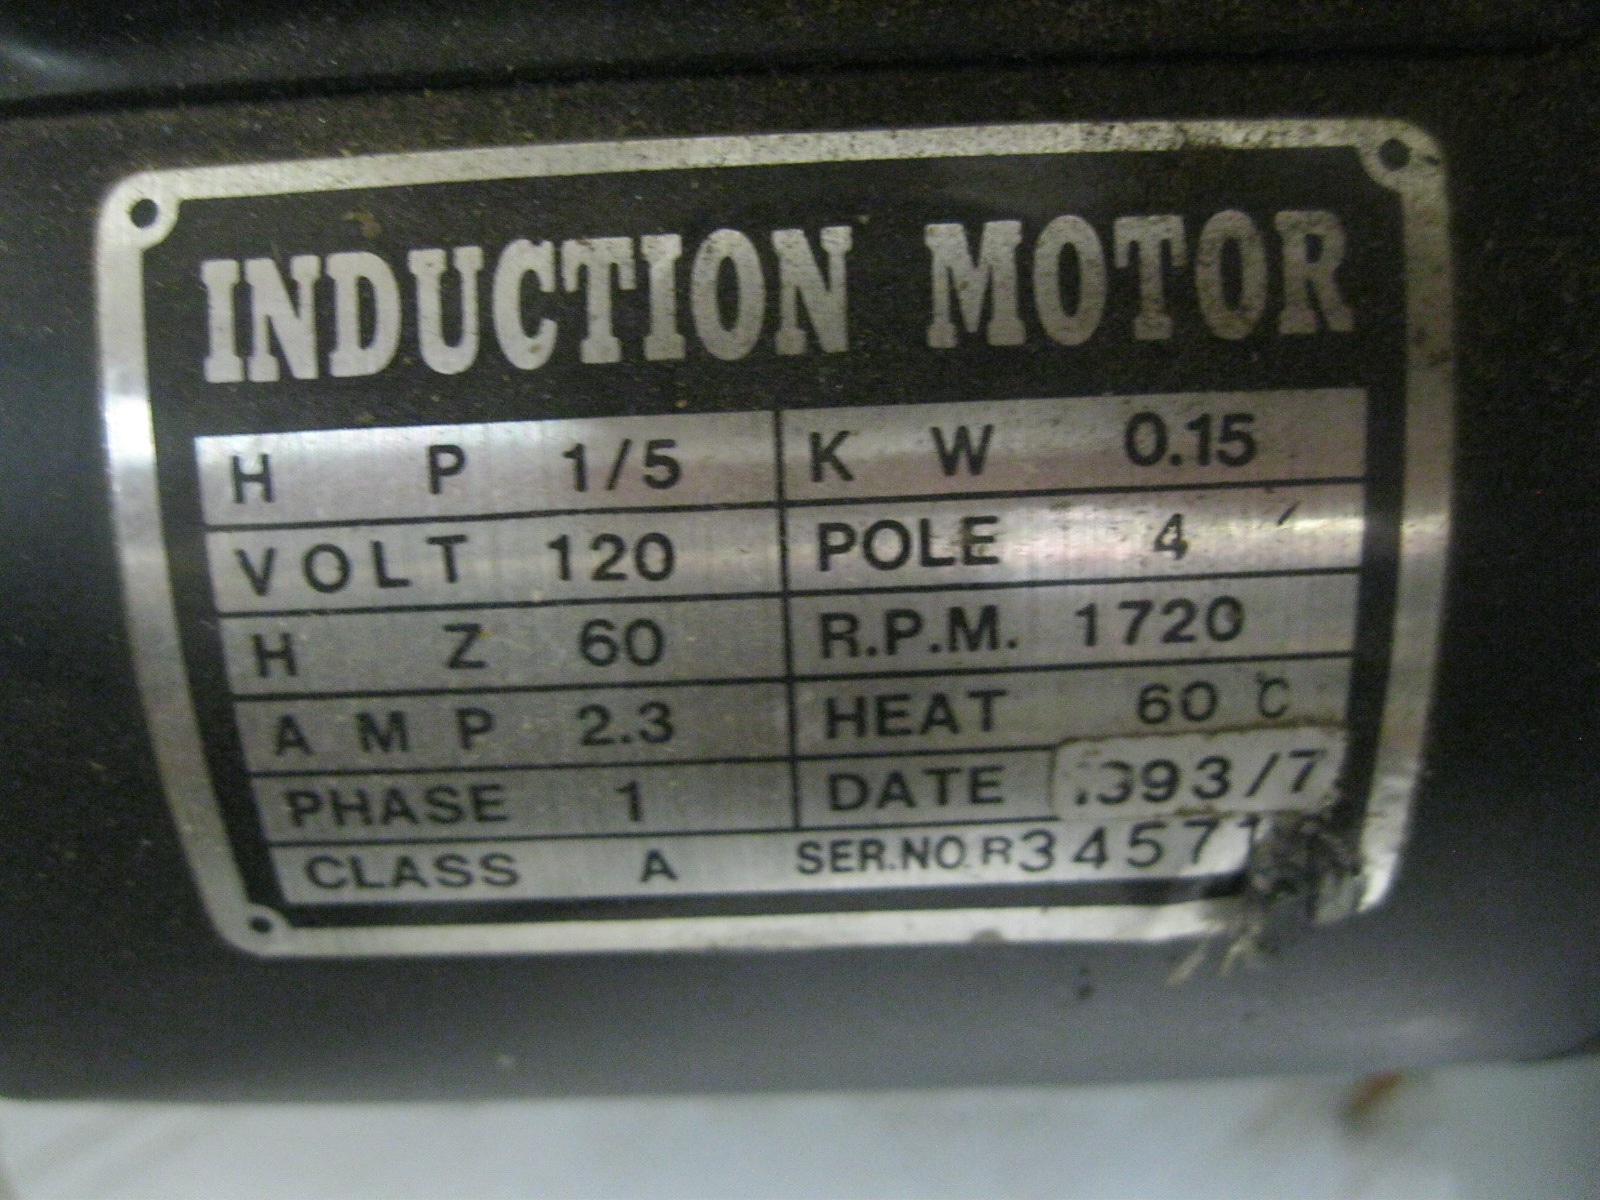 INDUCTION MOTOR
H P 1/5 K W 0.15
VOLT 120 POLE 4
H Z 60 R.P.M. 1720
A M P 2.3 HEAT 60 C
PHASE 1 DATE
CLASS A SER.NO.